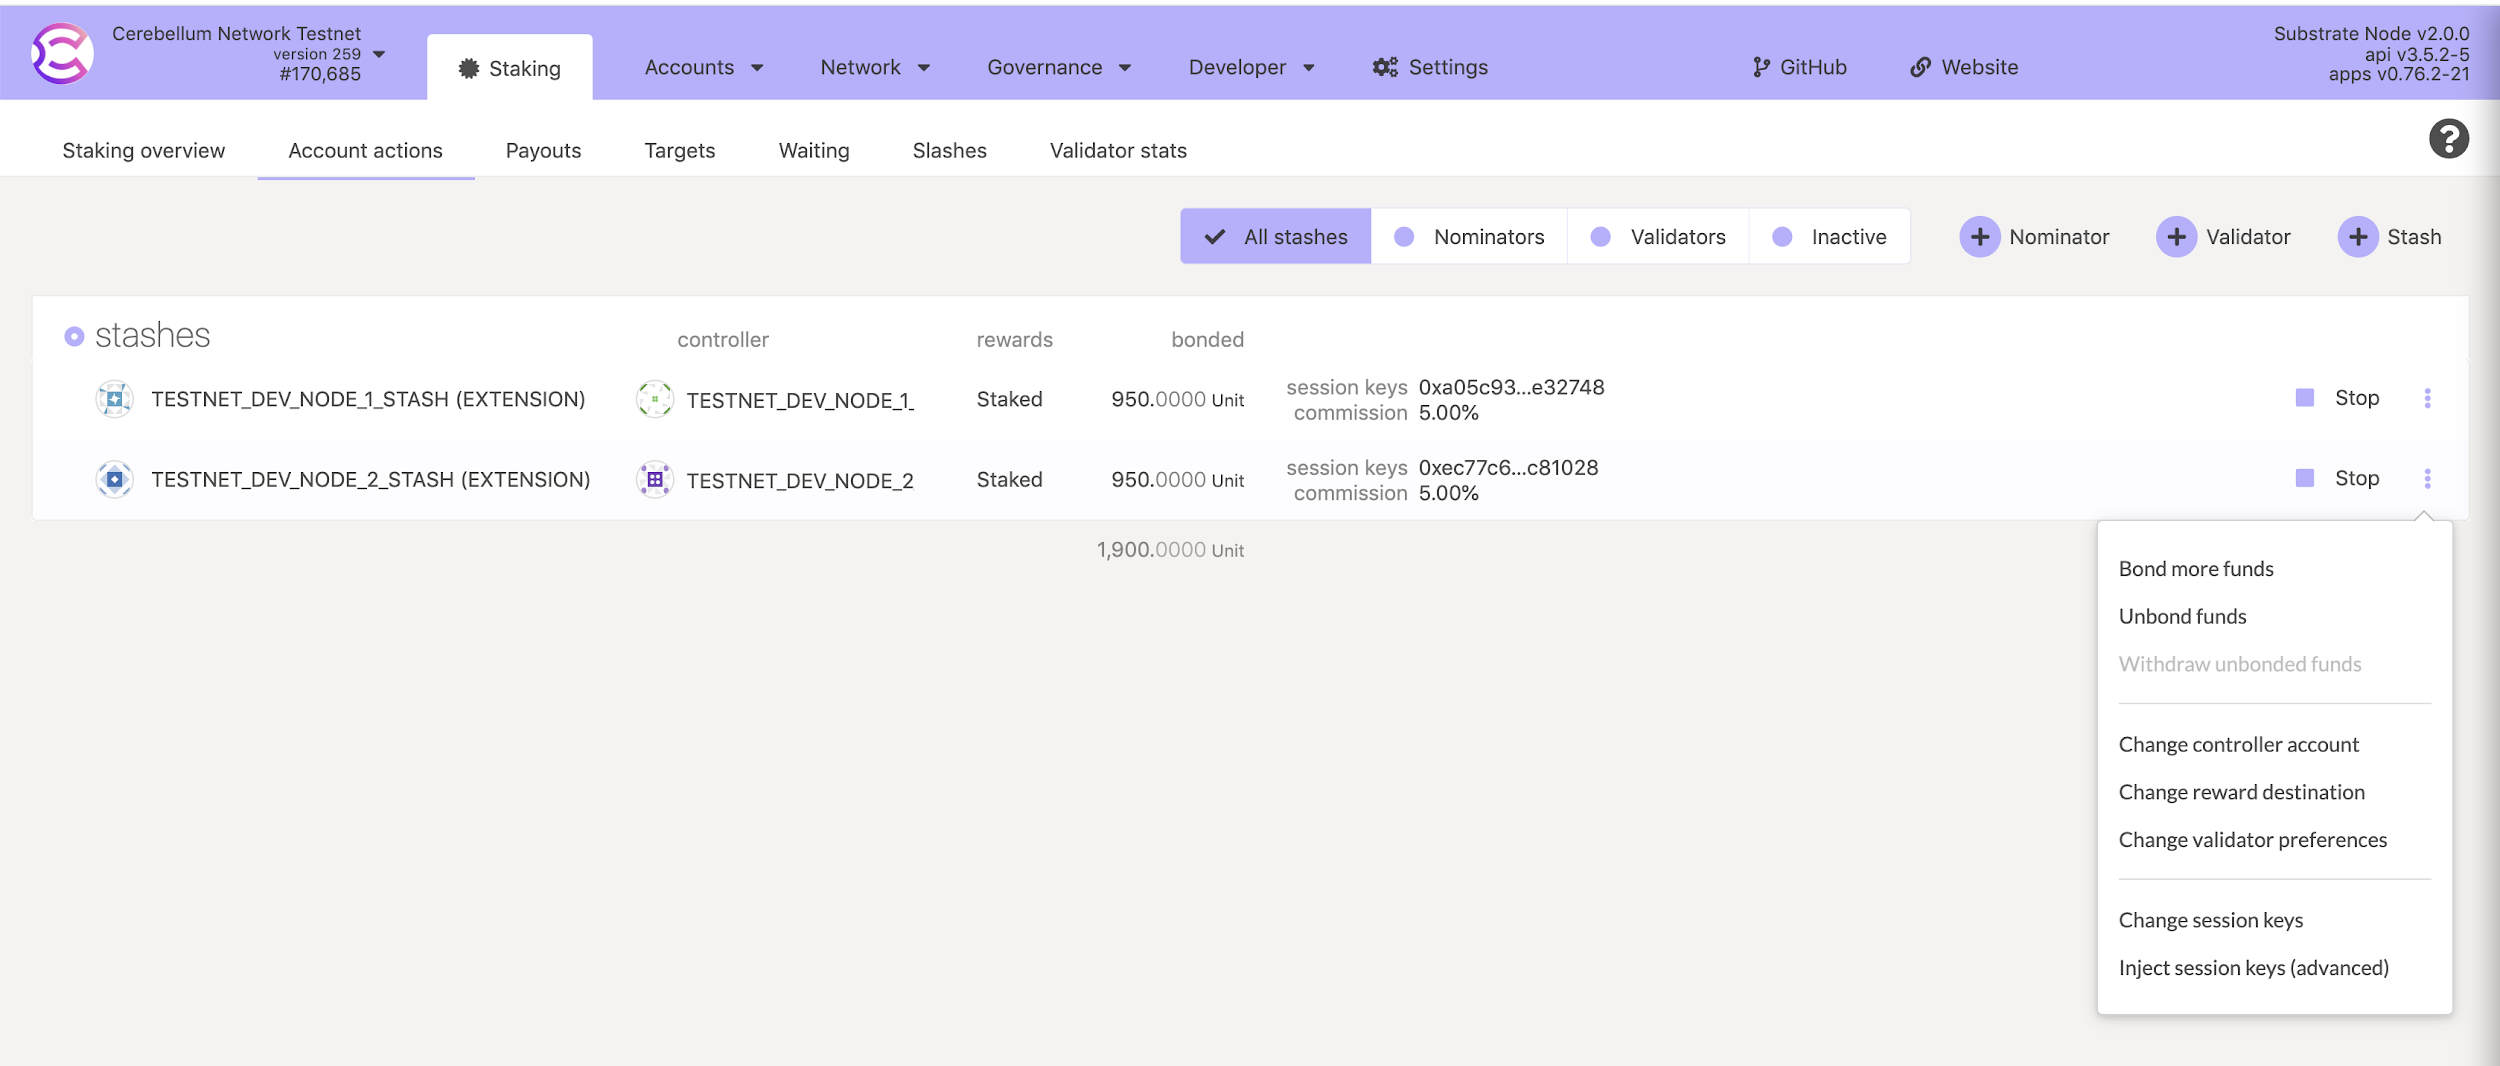 Cerebellum Network Testnet
version 259
#170,685
Staking
Accounts
Network
Governance
Developer
Settings
GitHub
Website
Substrate Node v2.0.0
api v3.5.2-5
apps v0.76.2-21
Staking overview
Account actions
Payouts
Targets
Waiting
Slashes
Validator stats
?
All stashes
Nominators
Validators
Inactive
Nominator
Validator
Stash
stashes controller rewards bonded
TESTNET_DEV_NODE_1_STASH (EXTENSION) TESTNET_DEV_NODE_1_ Staked 950.0000 Unit
session keys 0xa05c93...e32748
commission 5.00%
Stop
TESTNET_DEV_NODE_2_STASH (EXTENSION) TESTNET_DEV_NODE_2 Staked 950.0000 Unit
session keys 0xec77c6...c81028
commission 5.00%
Stop
1,900.0000 Unit
Bond more funds
Unbond funds
Withdraw unbonded funds
Change controller account
Change reward destination
Change validator preferences
Change session keys
Inject session keys (advanced)